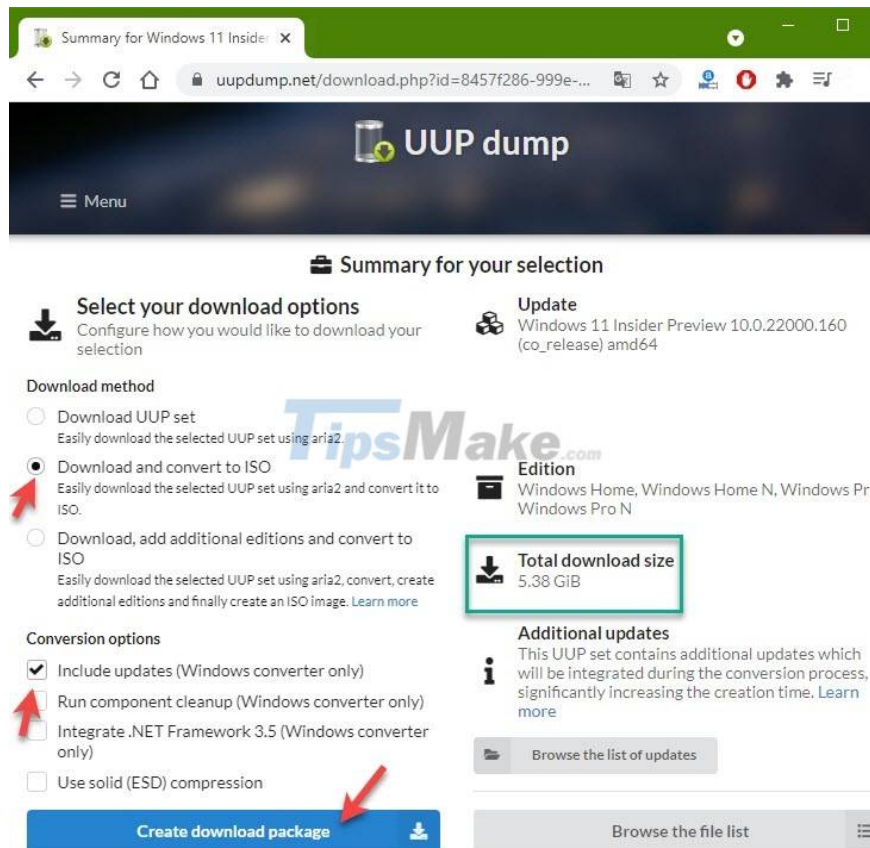 Summary for Windows 11 Insider
uupdump.net/download.php?id=8457f286-999e-...
UUP dump
Menu
Summary for your selection
Select your download options
Configure how you would like to download your
selection
Download method
Download UUP set
Easily download the selected UUP set using aria2.
Download and convert to ISO
Easily download the selected UUP set using aria2 and convert it to
ISO.
Download, add additional editions and convert to
ISO
Easily download the selected UUP set using aria2, convert, create
additional editions and finally create an ISO image. Learn more
Conversion options
Include updates (Windows converter only)
Run component cleanup (Windows converter only)
Integrate .NET Framework 3.5 (Windows converter
only)
Use solid (ESD) compression
Create download package
Update
Windows 11 Insider Preview 10.0.22000.160
(co_release) amd64
TipsMake.com
Edition
Windows Home, Windows Home N, Windows Pr
Windows Pro N
Total download size
5.38 GiB
Additional updates
This UUP set contains additional updates which
will be integrated during the conversion process,
significantly increasing the creation time. Learn
more
Browse the list of updates
Browse the file list